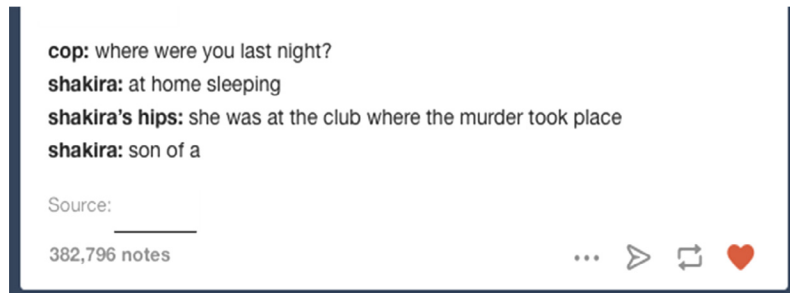 cop: where were you last night?
shakira: at home sleeping
shakira's hips: she was at the club where the murder took place
shakira: son of a
Source:
382,796 notes